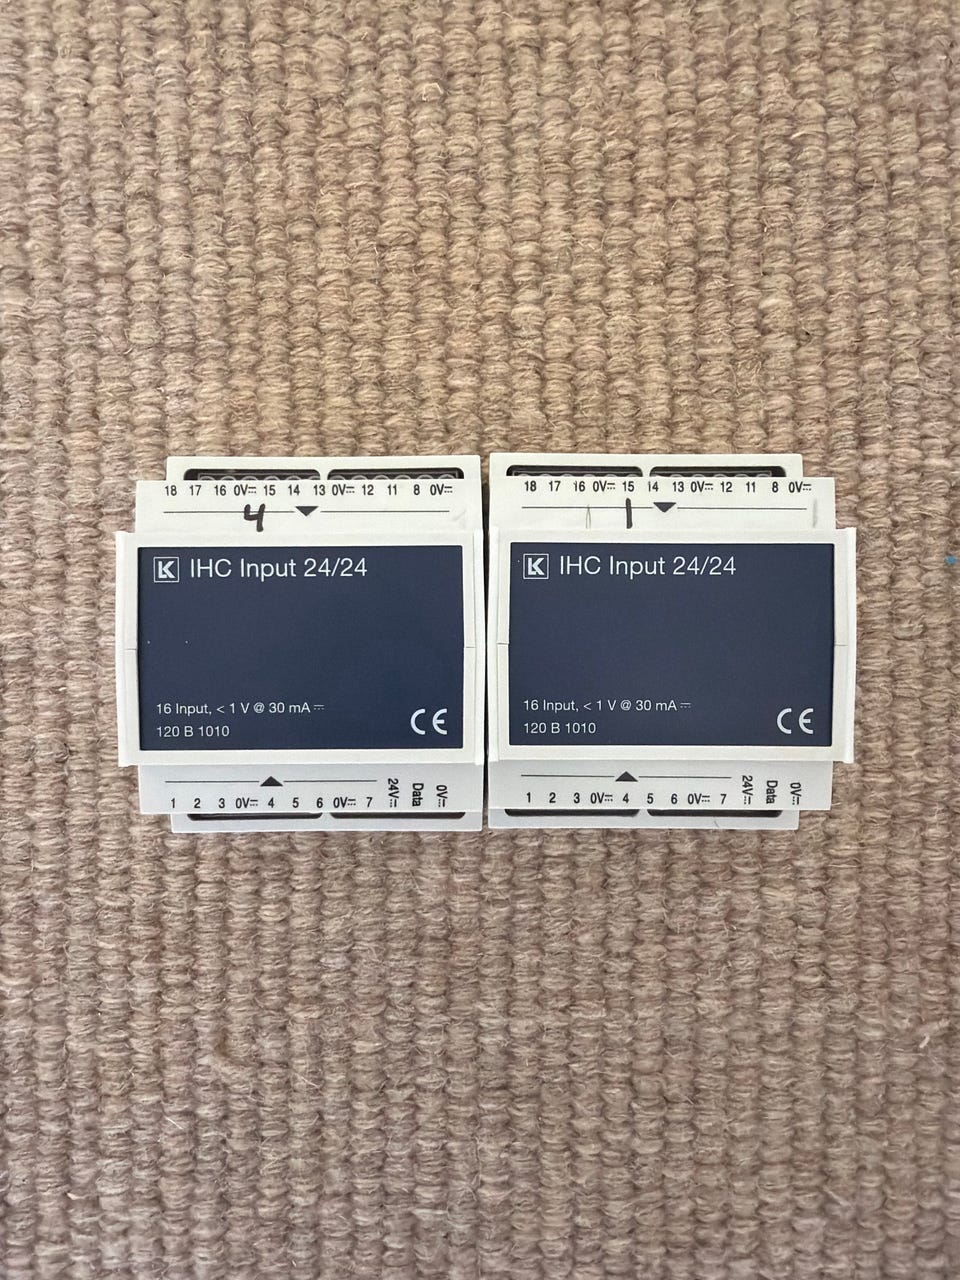 18 17 16 0V⎓ 15 14 13 0V⎓ 12 11 8 0V⎓
4
LK IHC Input 24/24
16 Input, < 1 V @ 30 mA ⎓
120 B 1010
CE
1 2 3 0V⎓ 4 5 6 0V⎓ 7 24V⎓ Data 0V⎓
18 17 16 0V⎓ 15 14 13 0V⎓ 12 11 8 0V⎓
1
LK IHC Input 24/24
16 Input, < 1 V @ 30 mA ⎓
120 B 1010
CE
1 2 3 0V⎓ 4 5 6 0V⎓ 7 24V⎓ Data 0V⎓